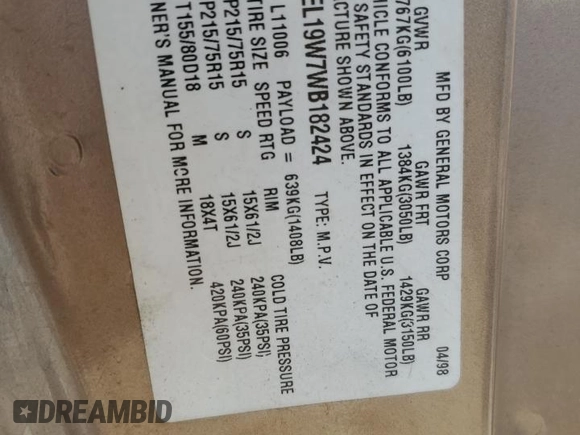 MFD BY GENERAL MOTORS CORP 04/98
GVWR GAWR FRT GAWR RR
767KG(6100LB) 1384KG(3050LB) 1429KG(3150LB)
HICLE CONFORMS TO ALL APPLICABLE U.S. FEDERAL MOTOR
SAFETY STANDARDS IN EFFECT ON THE DATE OF
CTURE SHOWN ABOVE.
EL19W7WB182424 TYPE: M.P.V.
L11006 PAYLOAD = 639KG(1408LB)
TIRE SIZE SPEED RTG RIM COLD TIRE PRESSURE
P215/75R15 S 15X61/2J 240KPA(35PSI)
P215/75R15 S 15X61/2J 240KPA(35PSI)
T155/80D18 M 18X4T 420KPA(60PSI)
NER'S MANUAL FOR MORE INFORMATION.
DREAMBID